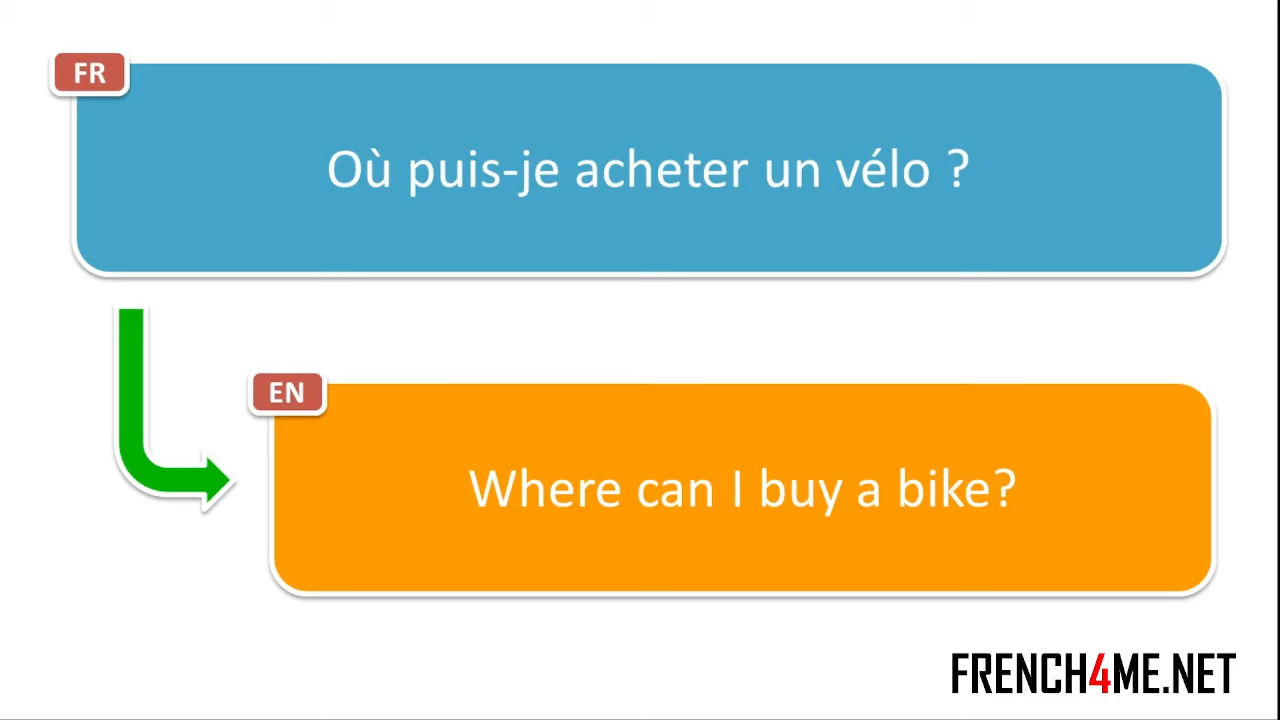 FR
Où puis-je acheter un vélo ?
EN
Where can I buy a bike?
FRENCH4ME.NET